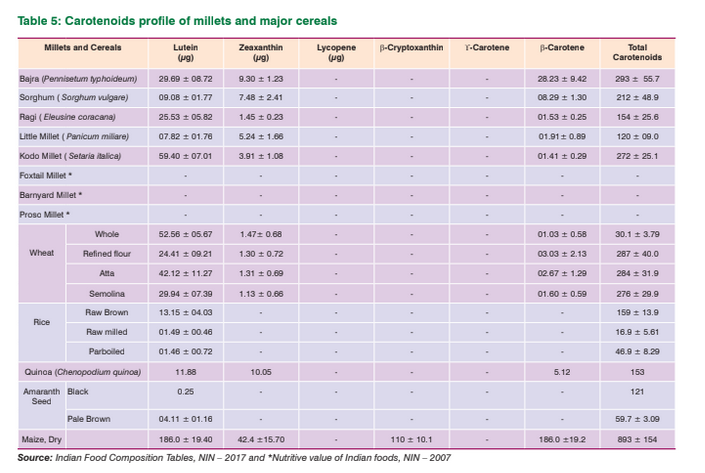 Table 5: Carotenoids profile of millets and major cereals
Millets and Cereals Lutein (µg) Zeaxanthin (µg) Lycopene (µg) β-Cryptoxanthin ϒ-Carotene β-Carotene Total Carotenoids
Bajra (Pennisetum typhoideum) 29.69 ± 08.72 9.30 ± 1.23 - - - 28.23 ± 9.42 293 ± 55.7
Sorghum ( Sorghum vulgare) 09.08 ± 01.77 7.48 ± 2.41 - - - 08.29 ± 1.30 212 ± 48.9
Ragi ( Eleusine coracana) 25.53 ± 05.82 1.45 ± 0.23 - - - 01.53 ± 0.25 154 ± 25.6
Little Millet ( Panicum miliare) 07.82 ± 01.76 5.24 ± 1.66 - - - 01.91± 0.89 120 ± 09.0
Kodo Millet ( Setaria italica) 59.40 ± 07.01 3.91 ± 1.08 - - - 01.41 ± 0.29 272 ± 25.1
Foxtail Millet * - - - - - - -
Barnyard Millet * - - - - - - -
Proso Millet * - - - - - - -
Wheat Whole 52.56 ± 05.67 1.47± 0.68 - - - 01.03 ± 0.58 30.1 ± 3.79
Refined flour 24.41 ± 09.21 1.30 ± 0.72 - - - 03.03 ± 2.13 287 ± 40.0
Atta 42.12 ± 11.27 1.31 ± 0.69 - - - 02.67 ± 1.29 284 ± 31.9
Semolina 29.94 ± 07.39 1.13 ± 0.66 - - - 01.60 ± 0.59 276 ± 29.9
Rice Raw Brown 13.15 ± 04.03 - - - - - 159 ± 13.9
Raw milled 01.49 ± 00.46 - - - - - 16.9 ± 5.61
Parboiled 01.46 ± 00.72 - - - - - 46.9 ± 8.29
Quinoa (Chenopodium quinoa) 11.88 10.05 - - - 5.12 153
Amaranth Seed Black 0.25 - - - - - 121
Pale Brown 04.11 ± 01.16 - - - - - 59.7 ± 3.09
Maize, Dry 186.0 ± 19.40 42.4 ±15.70 - 110 ± 10.1 - 186.0 ±19.2 893 ± 154
Source: Indian Food Composition Tables, NIN – 2017 and *Nutritive value of Indian foods, NIN – 2007